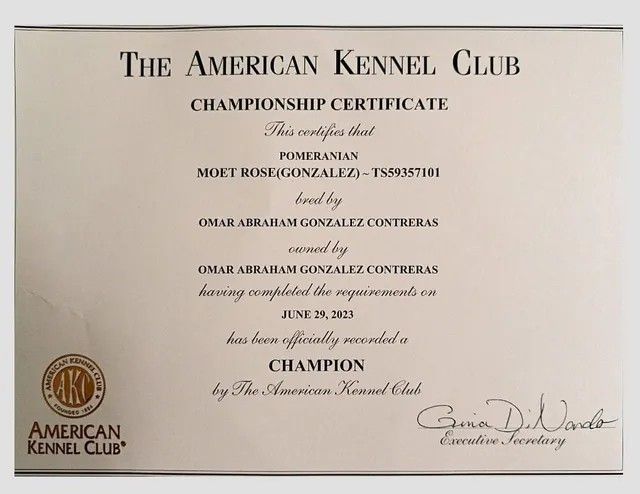 THE AMERICAN KENNEL CLUB
CHAMPIONSHIP CERTIFICATE
This certifies that
POMERANIAN
MOET ROSE(GONZALEZ) ~ TS59357101
bred by
OMAR ABRAHAM GONZALEZ CONTRERAS
owned by
OMAR ABRAHAM GONZALEZ CONTRERAS
having completed the requirements on
JUNE 29, 2023
has been officially recorded a
CHAMPION
by The American Kennel Club
AMERICAN KENNEL CLUB
AKC
FOUNDED 1884
AMERICAN
KENNEL CLUB®
Gina DiNardo
Executive Secretary